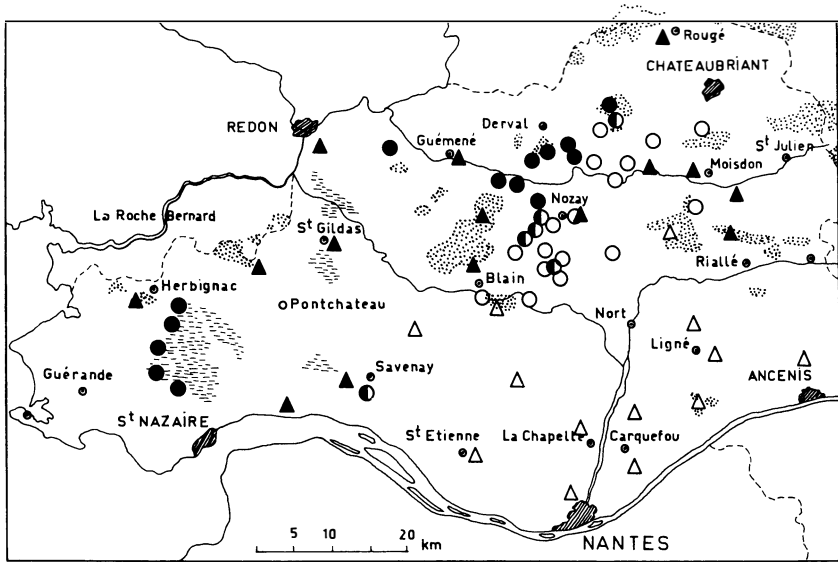 Rougé
CHATEAUBRIANT
REDON
Derval
Guémené
St Julien
Moisdon
La Roche Bernard
Nozay
St Gildas
Riallé
Herbignac
Blain
Pontchateau
Nort
Ligné
Guérande
Savenay
ANCENIS
St NAZAIRE
St Etienne
La Chapelle
Carquefou
5 10 20
km
NANTES